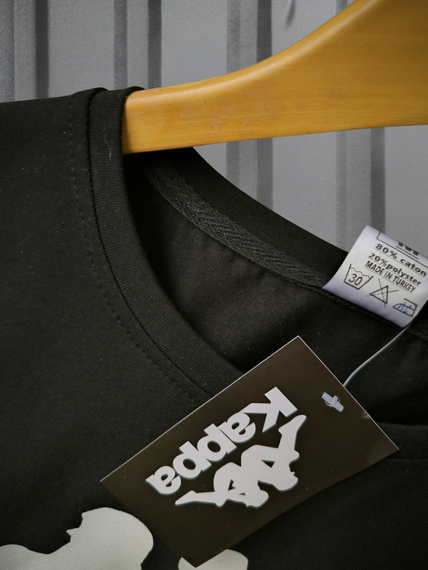 M
80% caton
20%polyster
MADE IN TURKEY
30
Kappa